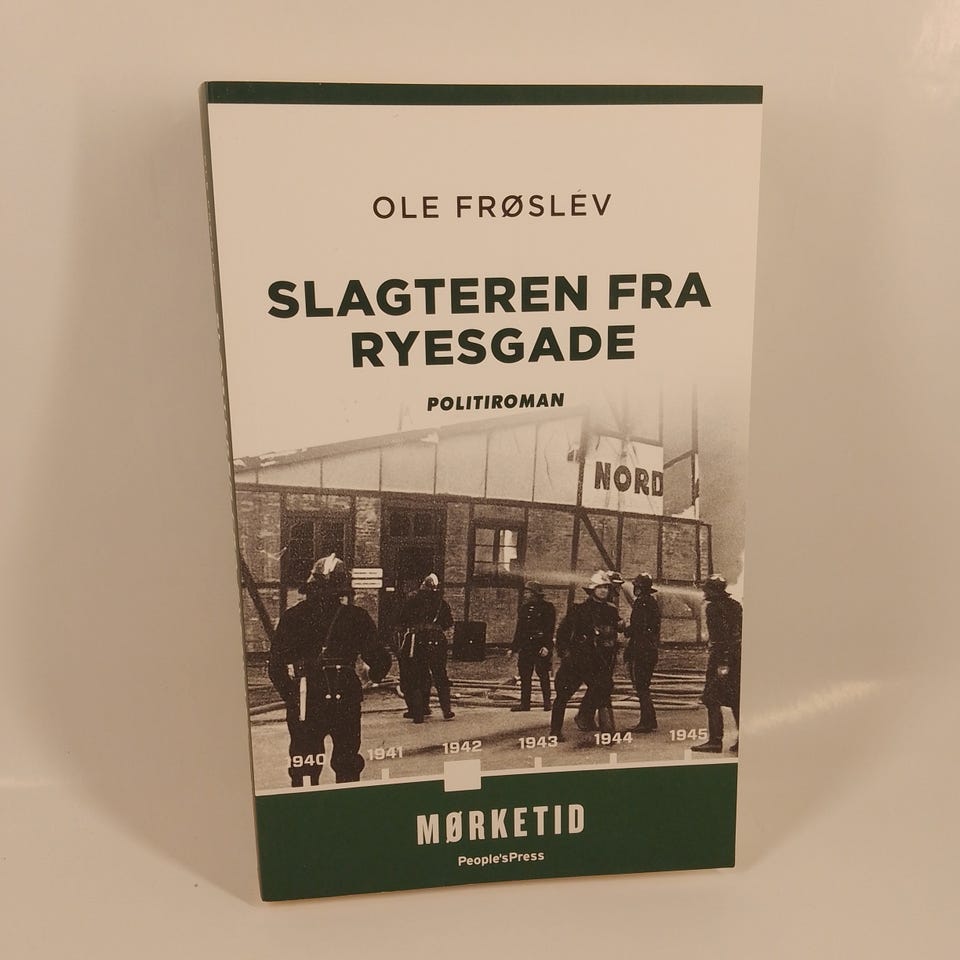 OLE FRØSLEV
SLAGTEREN FRA
RYESGADE
POLITIROMAN
NORD
1940 1941 1942 1943 1944 1945
MØRKETID
People'sPress